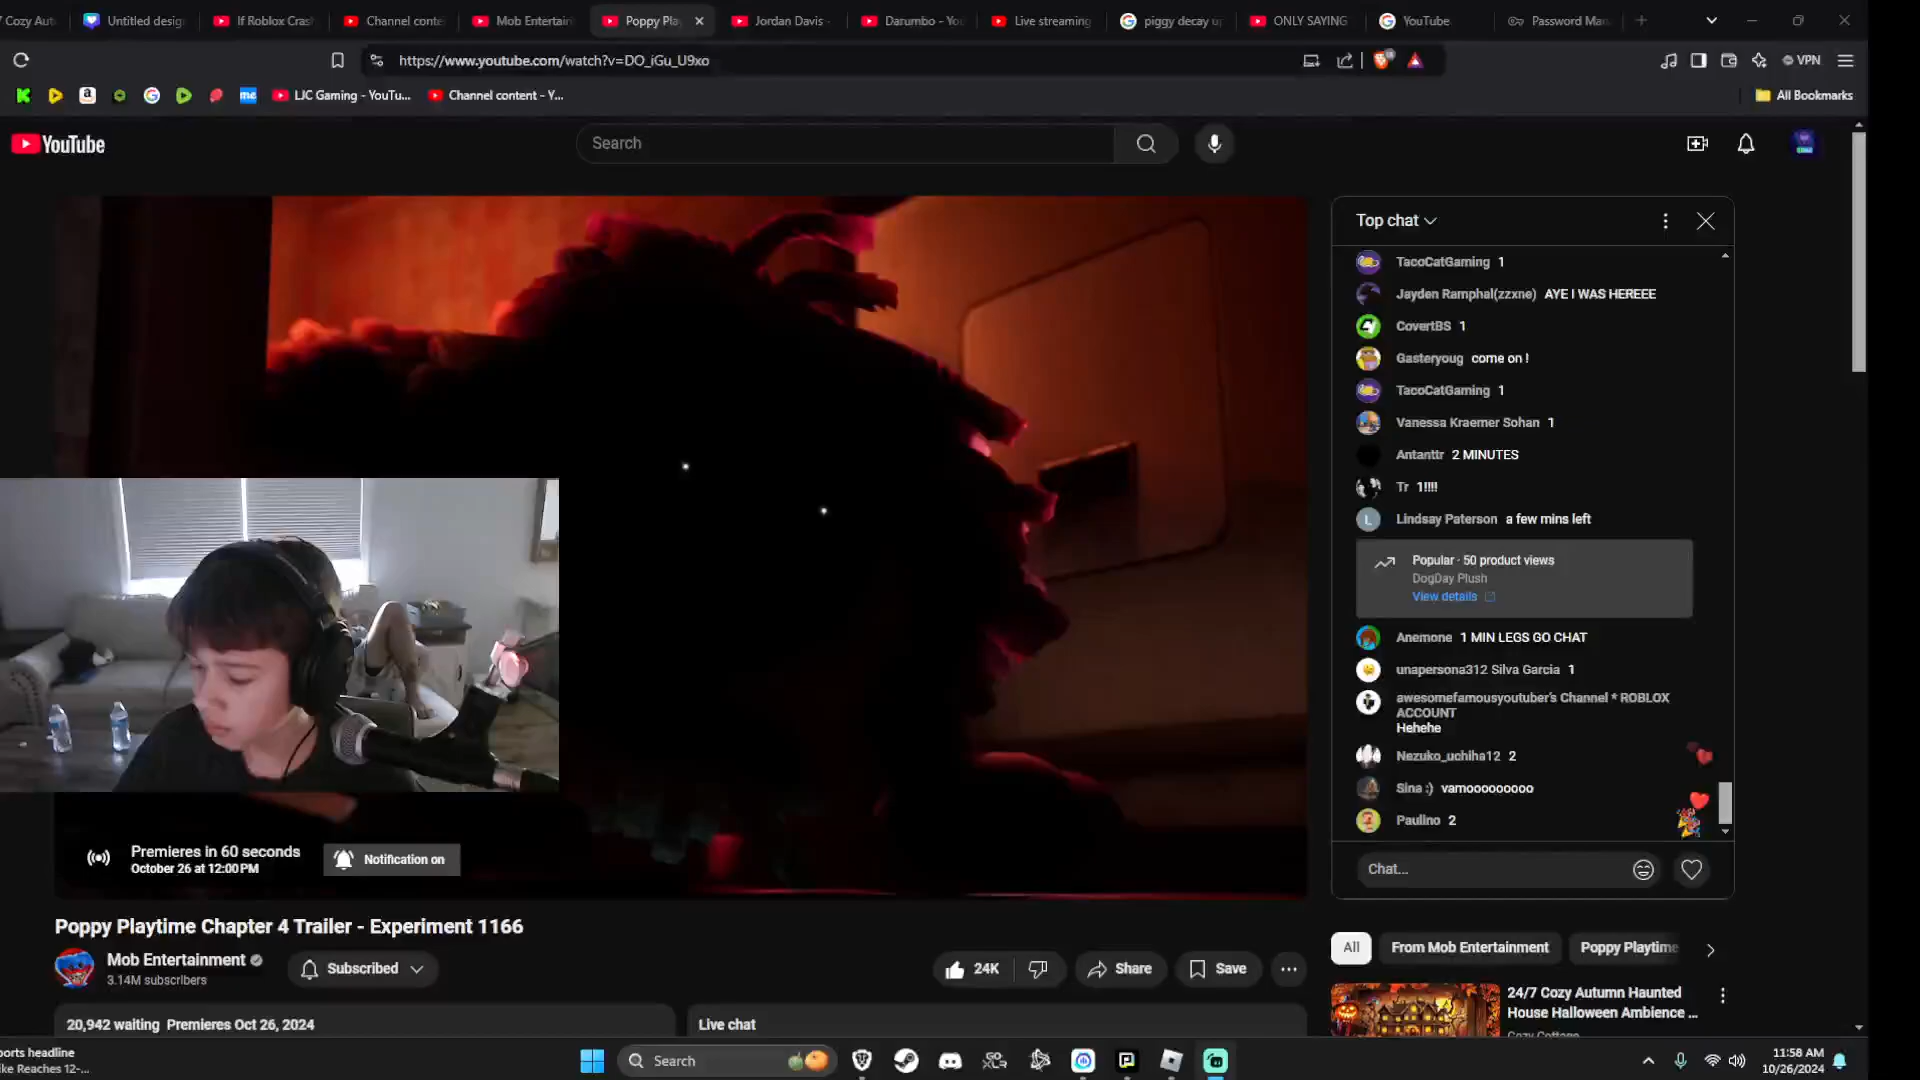 Cozy Aut
Untitled desig
If Roblox Cras
Channel conte
Mob Entertain
Poppy Play
Jordan Davis -
Darumbo - Yo
Live streaming
piggy decay u
ONLY SAYING
YouTube
Password Ma
https://www.youtube.com/watch?v=DO_iGu_U9xo
VPN
LJC Gaming - YouTu...
Channel content - Y...
All Bookmarks
YouTube
Search
Top chat
TacoCatGaming 1
Jayden Ramphal(zzxne) AYE I WAS HEREEE
CovertBS 1
Gasteryoug come on !
TacoCatGaming 1
Vanessa Kraemer Sohan 1
Antanttr 2 MINUTES
Tr 1!!!!
Lindsay Paterson a few mins left
Popular · 50 product views
DogDay Plush
View details
Anemone 1 MIN LEGS GO CHAT
unapersona312 Silva Garcia 1
awesomefamousyoutuber's Channel * ROBLOX
ACCOUNT
Hehehe
Nezuko_uchiha12 2
Sina :) vamooooooooo
Paulino 2
Chat...
Premieres in 60 seconds
October 26 at 12:00 PM
Notification on
Poppy Playtime Chapter 4 Trailer - Experiment 1166
Mob Entertainment
3.14M subscribers
Subscribed
24K
Share
Save
All
From Mob Entertainment
Poppy Playtime
24/7 Cozy Autumn Haunted
House Halloween Ambience ...
20,942 waiting Premieres Oct 26, 2024
Live chat
orts headline
ke Reaches 12-...
Search
11:58 AM
10/26/2024